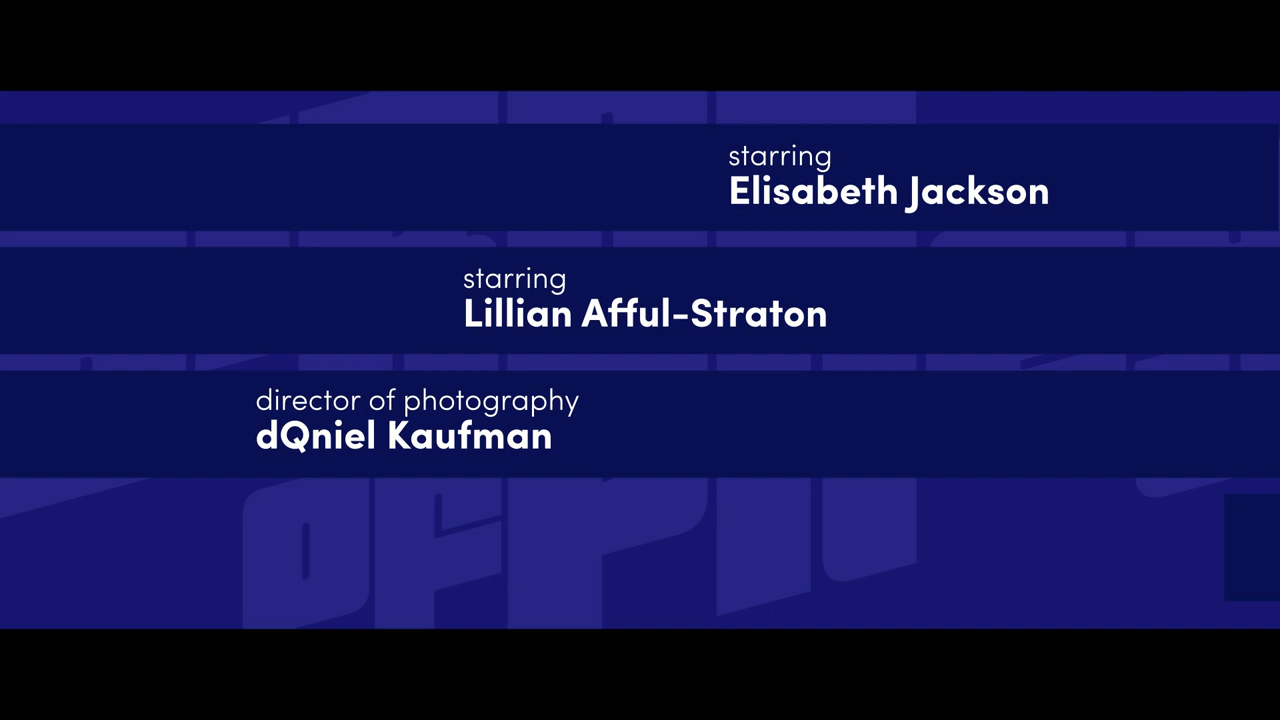 starring
Elisabeth Jackson
starring
Lillian Afful-Straton
director of photography
dQniel Kaufman